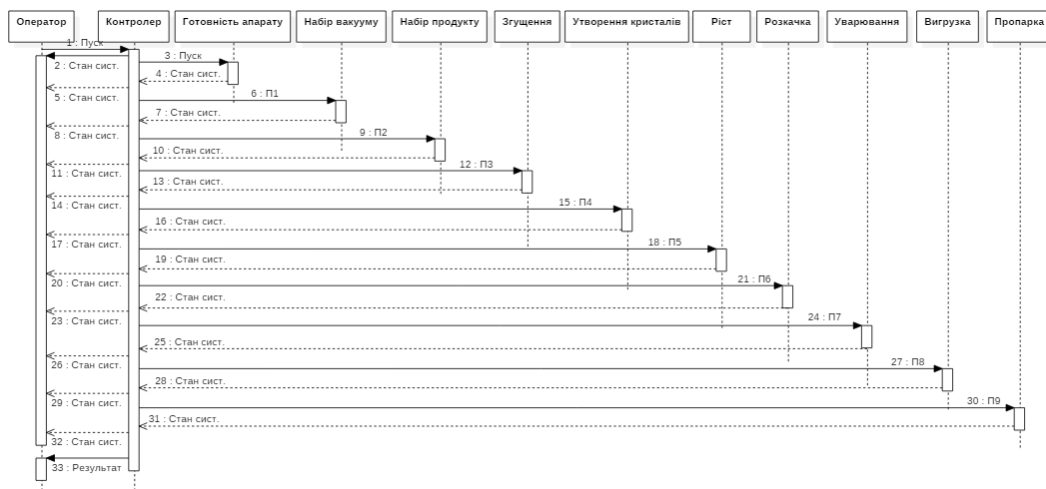 Оператор
Контролер
Готовність апарату
Набір вакууму
Набір продукту
Згущення
Утворення кристалів
Ріст
Розкачка
Уварювання
Вигрузка
Пропарка
1 : Пуск
2 : Стан сист.
3 : Пуск
4 : Стан сист.
5 : Стан сист.
6 : П1
7 : Стан сист.
8 : Стан сист.
9 : П2
10 : Стан сист.
11 : Стан сист.
12 : П3
13 : Стан сист.
14 : Стан сист.
15 : П4
16 : Стан сист.
17 : Стан сист.
18 : П5
19 : Стан сист.
20 : Стан сист.
21 : П6
22 : Стан сист.
23 : Стан сист.
24 : П7
25 : Стан сист.
26 : Стан сист.
27 : П8
28 : Стан сист.
29 : Стан сист.
30 : П9
31 : Стан сист.
32 : Стан сист.
33 : Результат